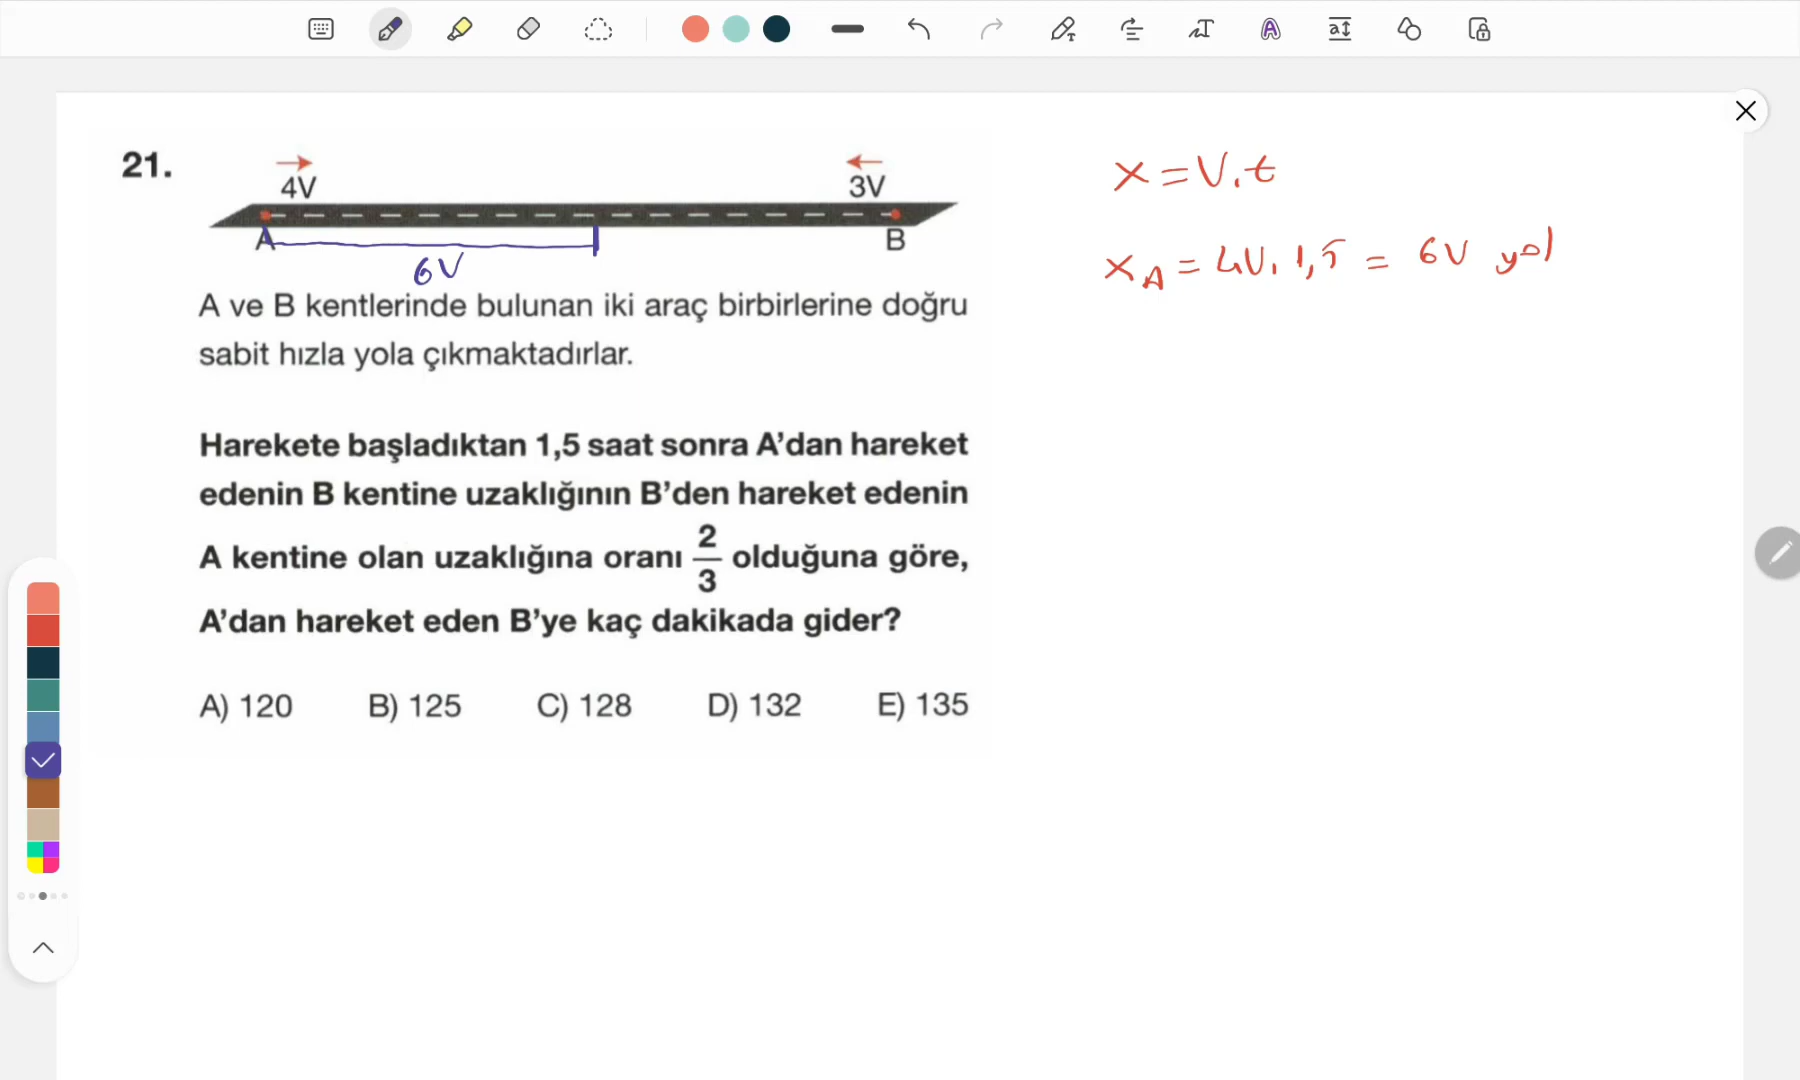 21.
4V
3V
A
B
6V
A ve B kentlerinde bulunan iki araç birbirlerine doğru
sabit hızla yola çıkmaktadırlar.
Harekete başladıktan 1,5 saat sonra A’dan hareket
edenin B kentine uzaklığının B’den hareket edenin
A kentine olan uzaklığına oranı 2/3 olduğuna göre,
A’dan hareket eden B’ye kaç dakikada gider?
A) 120 B) 125 C) 128 D) 132 E) 135
x = V.t
x_A = 4V. 1,5 = 6V yol